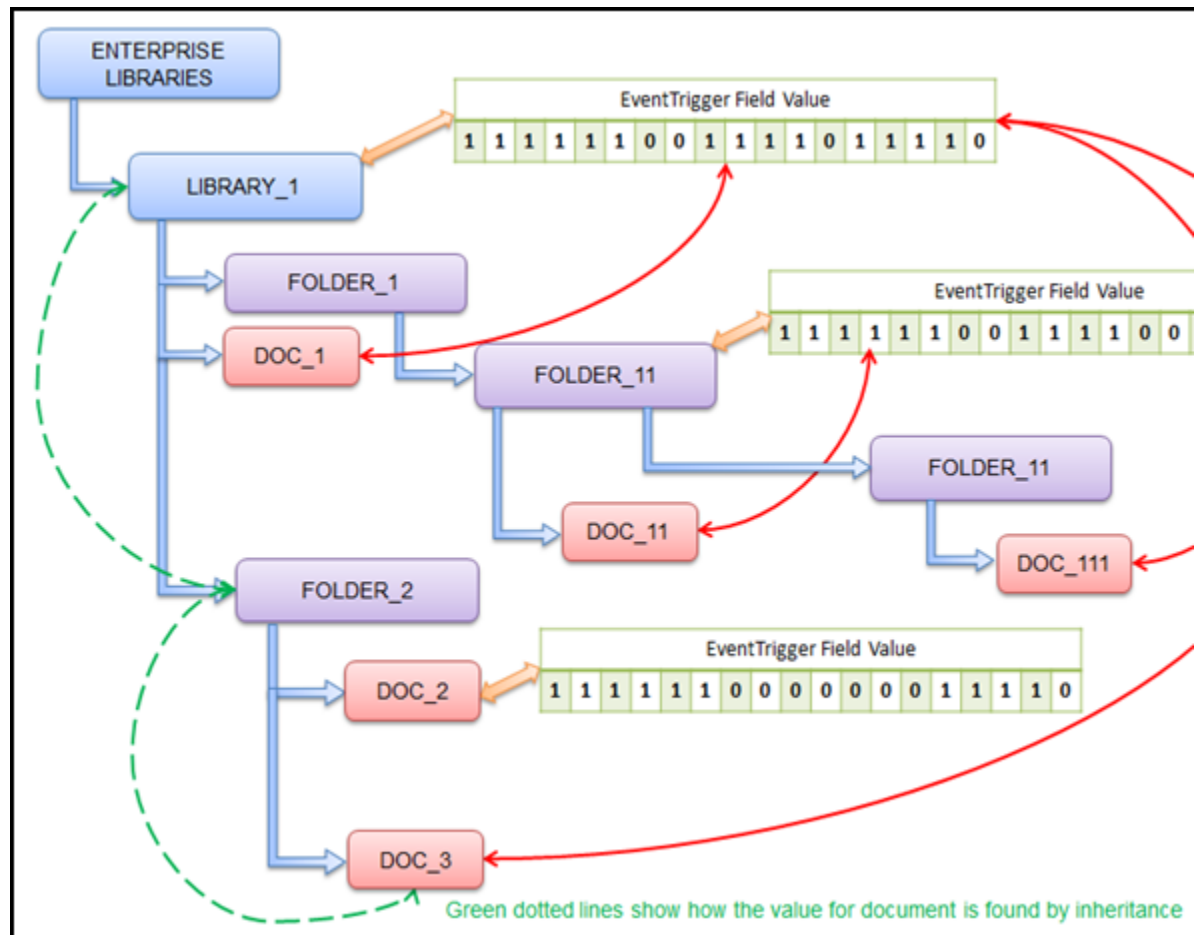 ENTERPRISE
LIBRARIES
EventTrigger Field Value
1 1 1 1 1 1 0 0 1 1 1 1 0 1 1 1 1 0
LIBRARY_1
FOLDER_1
EventTrigger Field Value
1 1 1 1 1 1 0 0 1 1 1 1 0 0
DOC_1
FOLDER_11
FOLDER_11
DOC_11
DOC_111
FOLDER_2
EventTrigger Field Value
1 1 1 1 1 1 0 0 0 0 0 0 0 1 1 1 1 0
DOC_2
DOC_3
Green dotted lines show how the value for document is found by inheritance